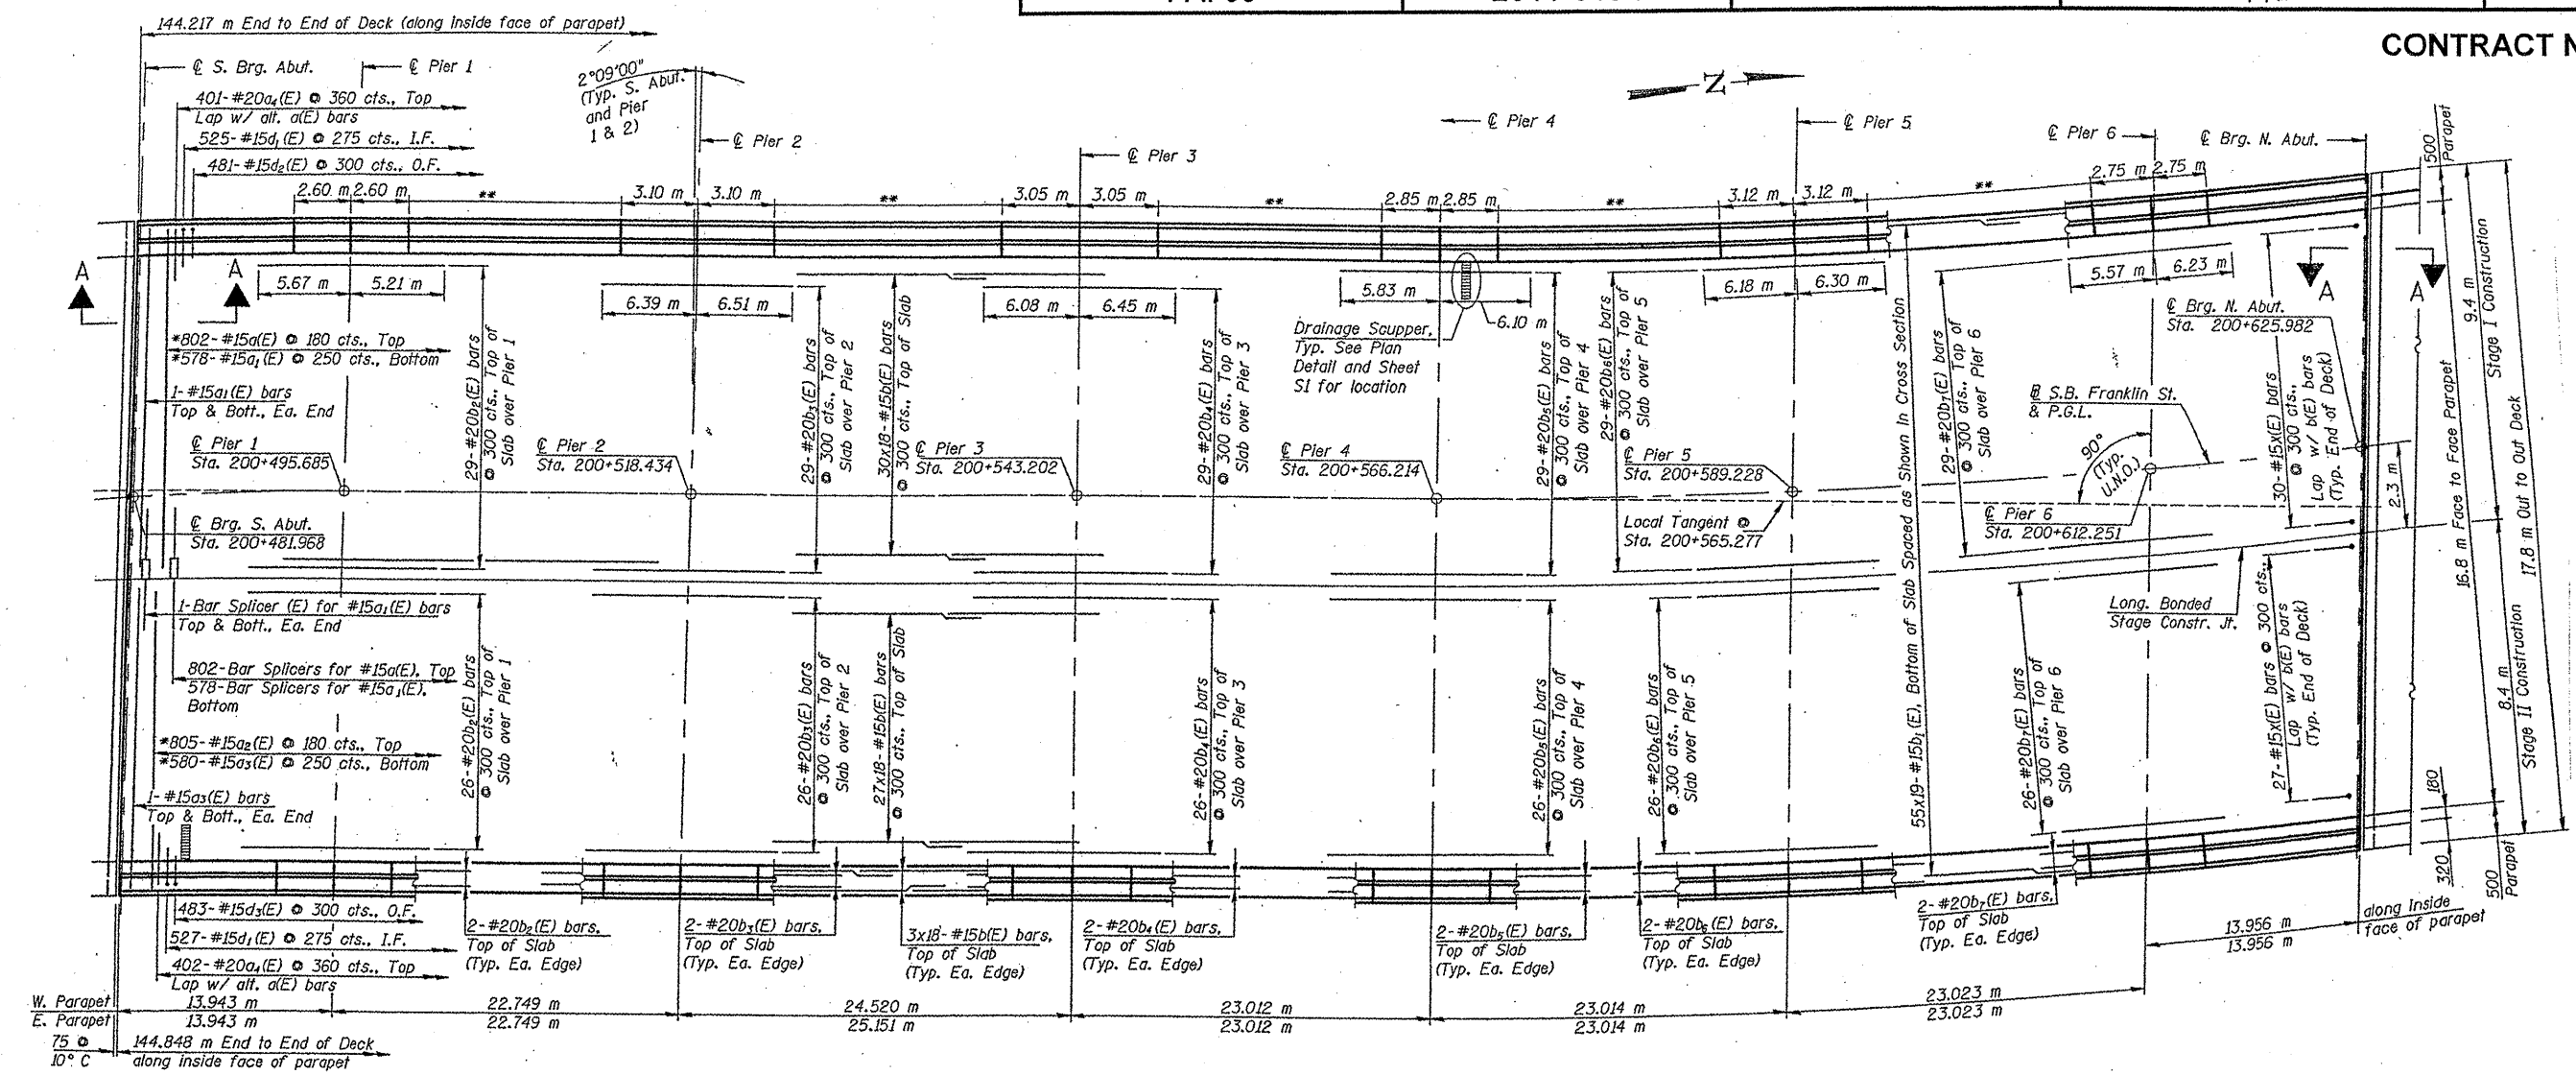 CONTRACT N
144.217 m End to End of Deck (along inside face of parapet)
℄ S. Brg. Abut.
℄ Pier 1
2°09'00"
(Typ. S. Abut.
and Pier
1 & 2)
401-#20a₄(E) @ 360 cts., Top
Lap w/ alt. a(E) bars
525-#15d₁(E) @ 275 cts., I.F.
481-#15d₂(E) @ 300 cts., O.F.
℄ Pier 2
℄ Pier 3
Z
℄ Pier 4
℄ Pier 5
℄ Pier 6
℄ Brg. N. Abut.
500
Parapet
2.60 m 2.60 m
**
3.10 m 3.10 m
**
3.05 m 3.05 m
**
2.85 m 2.85 m
**
3.12 m 3.12 m
**
2.75 m 2.75 m
A
A
5.67 m 5.21 m
6.39 m 6.51 m
6.08 m 6.45 m
5.83 m
6.10 m
6.18 m 6.30 m
5.57 m 6.23 m
A
A
Drainage Scupper,
Typ. See Plan
Detail and Sheet
S1 for location
℄ Brg. N. Abut.
Sta. 200+625.982
*802-#15a(E) @ 180 cts., Top
*578-#15a₁(E) @ 250 cts., Bottom
1-#15a₁(E) bars
Top & Bott., Ea. End
29-#20b₂(E) bars
@ 300 cts., Top of
Slab over Pier 1
29-#20b₃(E) bars
@ 300 cts., Top of
Slab over Pier 2
30x18-#15b(E) bars
@ 300 cts., Top of Slab
29-#20b₄(E) bars
@ 300 cts., Top of
Slab over Pier 3
29-#20b₅(E) bars
@ 300 cts., Top of
Slab over Pier 4
29-#20b₆(E) bars
@ 300 cts., Top of
Slab over Pier 5
55x19-#15b₁(E), Bottom of Slab Spaced as Shown in Cross Section
29-#20b₇(E) bars
@ 300 cts., Top of
Slab over Pier 6
℄ Pier 1
Sta. 200+495.685
℄ Pier 2
Sta. 200+518.434
℄ Pier 3
Sta. 200+543.202
℄ Pier 4
Sta. 200+566.214
℄ Pier 5
Sta. 200+589.228
℄ Pier 6
Sta. 200+612.251
S.B. Franklin St.
& P.G.L.
90°
(Typ.
U.N.O.)
30-#15x(E) bars
@ 300 cts.,
Lap w/ b(E) bars
(Typ. End of Deck)
2.3 m
℄ Brg. S. Abut.
Sta. 200+481.968
Local Tangent @
Sta. 200+565.277
Long. Bonded
Stage Constr. Jt.
9.4 m
Stage I Construction
16.8 m Face to Face Parapet
17.8 m Out to Out Deck
8.4 m
Stage II Construction
1-Bar Splicer (E) for #15a₁(E) bars
Top & Bott., Ea. End
802-Bar Splicers for #15a(E), Top
578-Bar Splicers for #15a₁(E),
Bottom
*805-#15a₂(E) @ 180 cts., Top
*580-#15a₃(E) @ 250 cts., Bottom
1-#15a₃(E) bars
Top & Bott., Ea. End
26-#20b₂(E) bars
@ 300 cts., Top of
Slab over Pier 1
26-#20b₃(E) bars
@ 300 cts., Top of
Slab over Pier 2
27x18-#15b(E) bars
@ 300 cts., Top of Slab
26-#20b₄(E) bars
@ 300 cts., Top of
Slab over Pier 3
26-#20b₅(E) bars
@ 300 cts., Top of
Slab over Pier 4
26-#20b₆(E) bars
@ 300 cts., Top of
Slab over Pier 5
26-#20b₇(E) bars
@ 300 cts., Top of
Slab over Pier 6
27-#15x(E) bars @ 300 cts.,
Lap w/ b(E) bars
(Typ. End of Deck)
180
320
500
Parapet
483-#15d₃(E) @ 300 cts., O.F.
527-#15d₁(E) @ 275 cts., I.F.
402-#20a₄(E) @ 360 cts., Top
Lap w/ alt. a(E) bars
2-#20b₂(E) bars,
Top of Slab
(Typ. Ea. Edge)
2-#20b₃(E) bars,
Top of Slab
(Typ. Ea. Edge)
3x18-#15b(E) bars,
Top of Slab
(Typ. Ea. Edge)
2-#20b₄(E) bars,
Top of Slab
(Typ. Ea. Edge)
2-#20b₅(E) bars,
Top of Slab
(Typ. Ea. Edge)
2-#20b₆(E) bars,
Top of Slab
(Typ. Ea. Edge)
2-#20b₇(E) bars,
Top of Slab
(Typ. Ea. Edge)
W. Parapet 13.943 m 22.749 m 24.520 m 23.012 m 23.014 m 23.023 m 13.956 m along inside
E. Parapet 13.943 m 22.749 m 25.151 m 23.012 m 23.014 m 23.023 m 13.956 m face of parapet
75 @
10° C
144.848 m End to End of Deck
along inside face of parapet